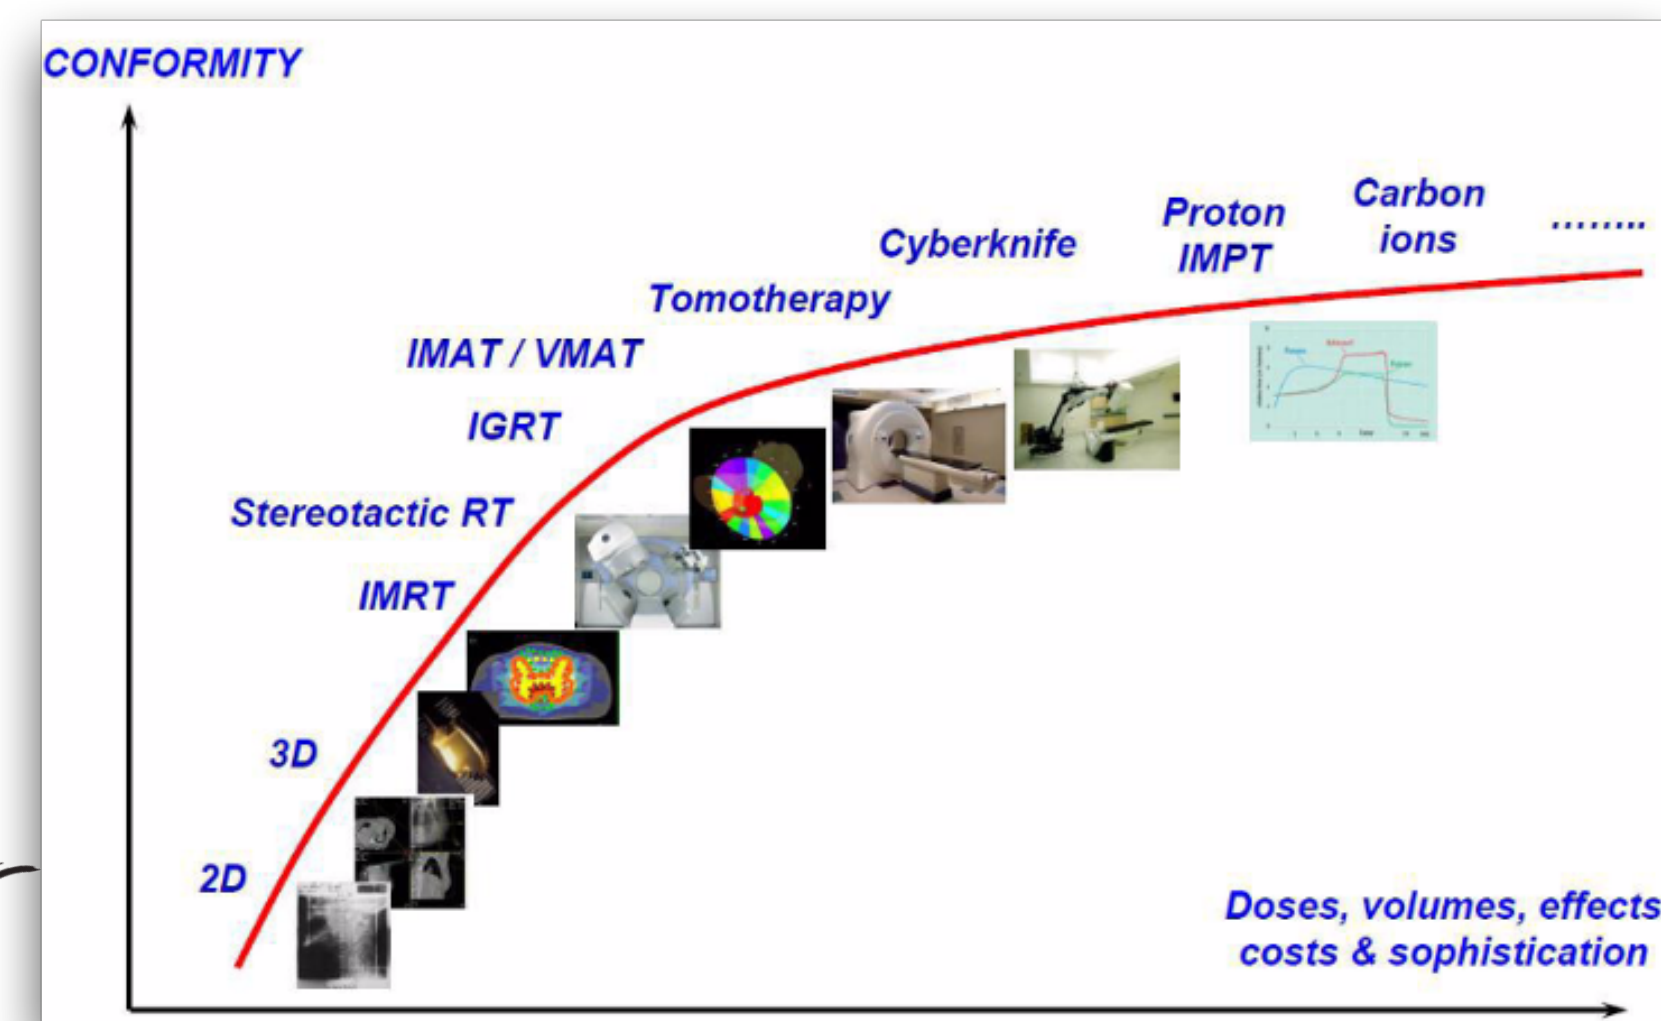 CONFORMITY
Carbon
ions
Proton
IMPT
........
Cyberknife
Tomotherapy
IMAT / VMAT
IGRT
Stereotactic RT
IMRT
3D
2D
Doses, volumes, effects
costs & sophistication